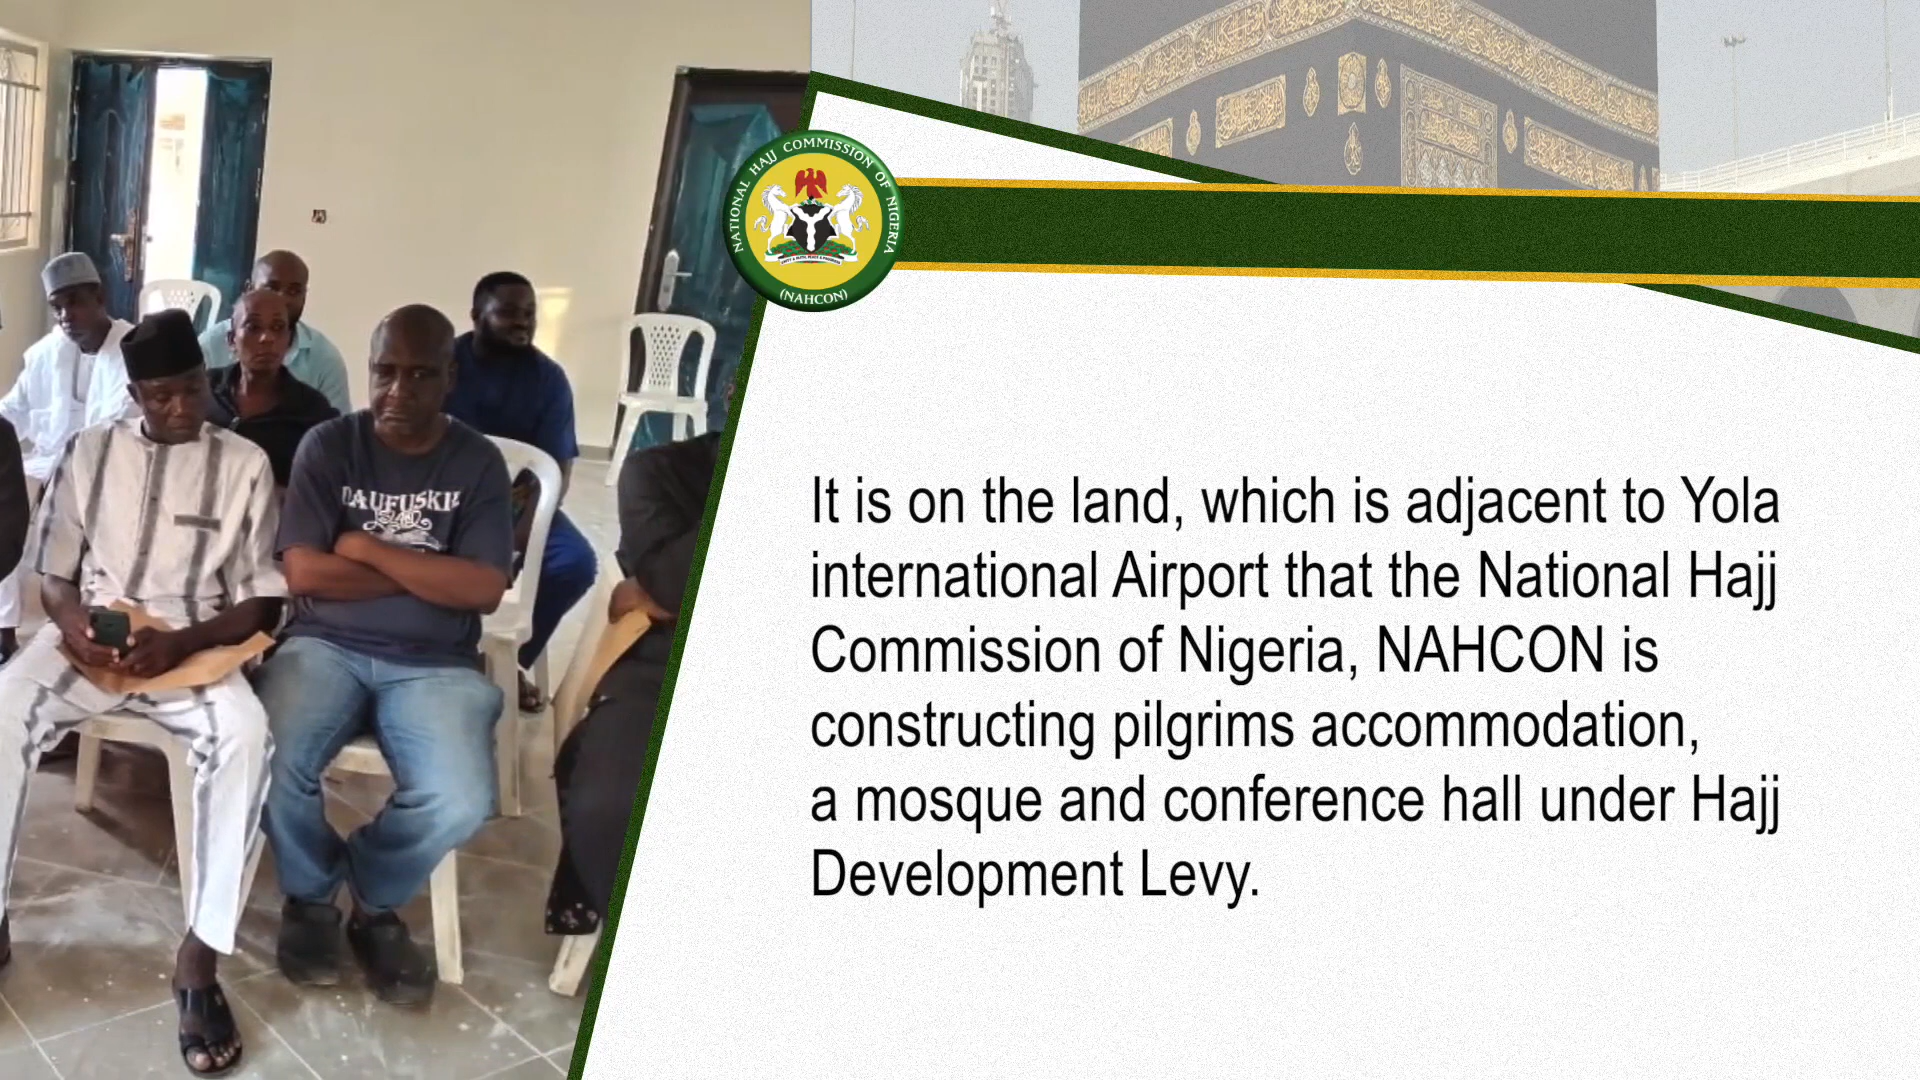 NATIONAL HAJJ COMMISSION OF NIGERIA
(NAHCON)
DAUFUSKIE
ISLAND
It is on the land, which is adjacent to Yola
international Airport that the National Hajj
Commission of Nigeria, NAHCON is
constructing pilgrims accommodation,
a mosque and conference hall under Hajj
Development Levy.